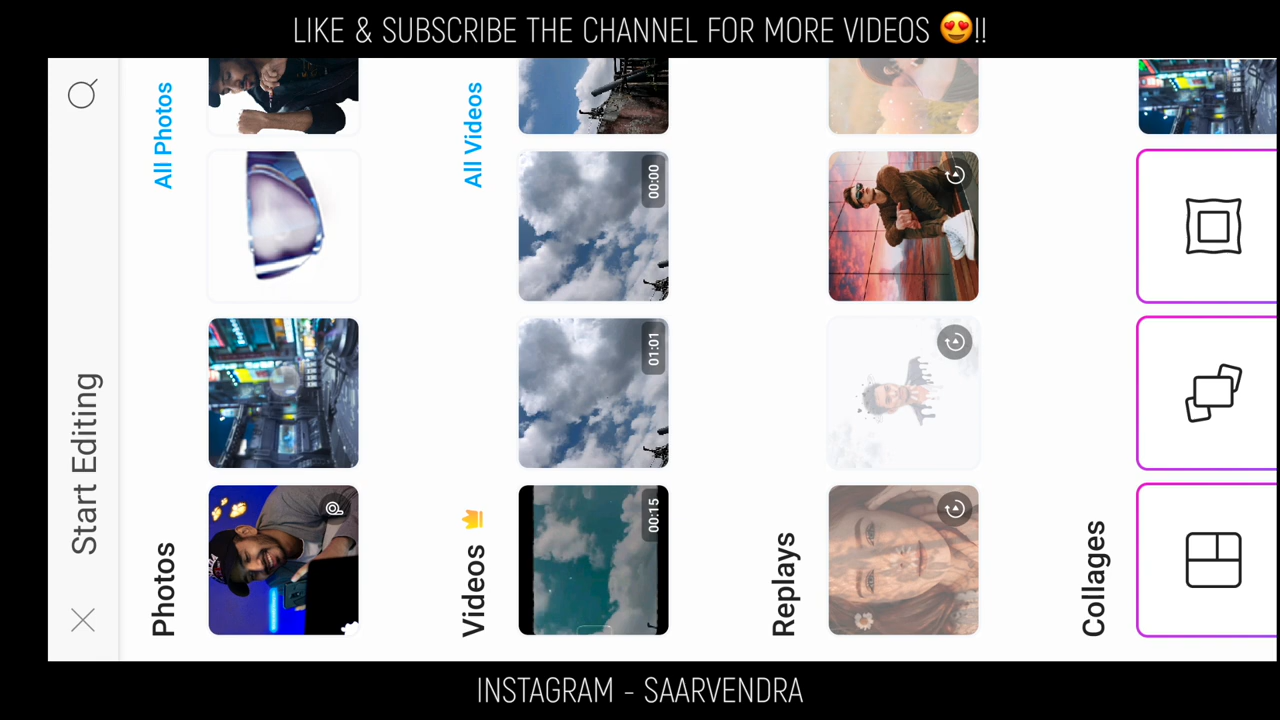 LIKE & SUBSCRIBE THE CHANNEL FOR MORE VIDEOS 😍!!
Start Editing
Photos
All Photos
Videos
All Videos
00:15
01:01
00:00
Replays
Collages
INSTAGRAM - SAARVENDRA